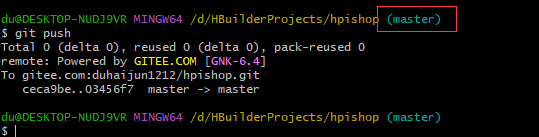 du@DESKTOP-NUDJ9VR MINGW64 /d/HBuilderProjects/hpishop (master)
$ git push
Total 0 (delta 0), reused 0 (delta 0), pack-reused 0
remote: Powered by GITEE.COM [GNK-6.4]
To gitee.com:duhaijun1212/hpishop.git
   ceca9be..03456f7  master -> master

du@DESKTOP-NUDJ9VR MINGW64 /d/HBuilderProjects/hpishop (master)
$